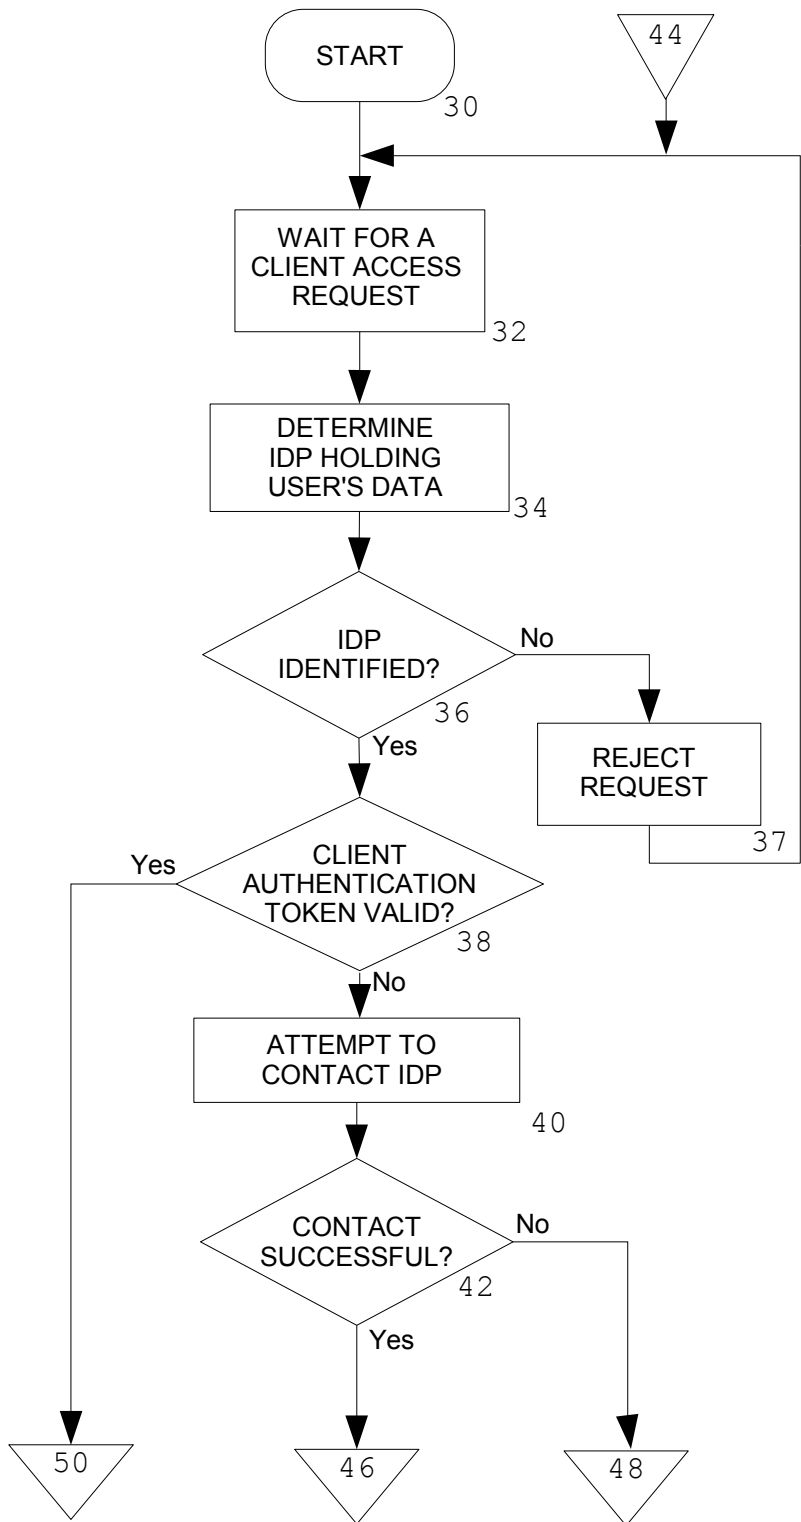 START
44
30
WAIT FOR A
CLIENT ACCESS
REQUEST
32
DETERMINE
IDP HOLDING
USER'S DATA
34
IDP
IDENTIFIED?
No
36
Yes
REJECT
REQUEST
37
CLIENT
AUTHENTICATION
TOKEN VALID?
Yes
38
No
ATTEMPT TO
CONTACT IDP
40
CONTACT
SUCCESSFUL?
No
42
Yes
50
46
48